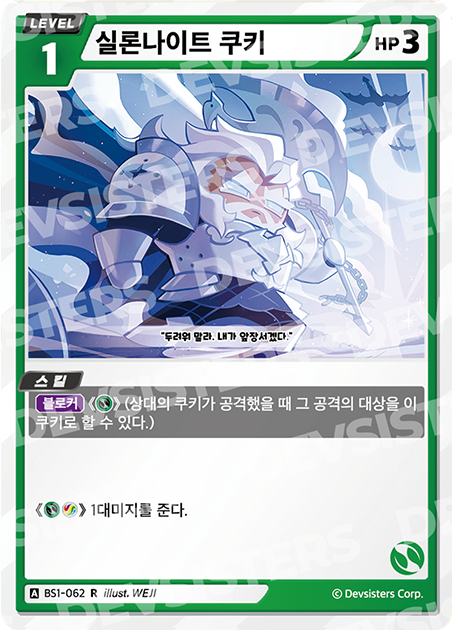 LEVEL
1
실론나이트 쿠키
HP 3
"두려워 말라. 내가 앞장서겠다."
스킬
블로커 《》 (상대의 쿠키가 공격했을 때 그 공격의 대상을 이
쿠키로 할 수 있다.)
《》 1대미지를 준다.
A BS1-062 R illust. WEJI
© Devsisters Corp.
DEVSISTERS